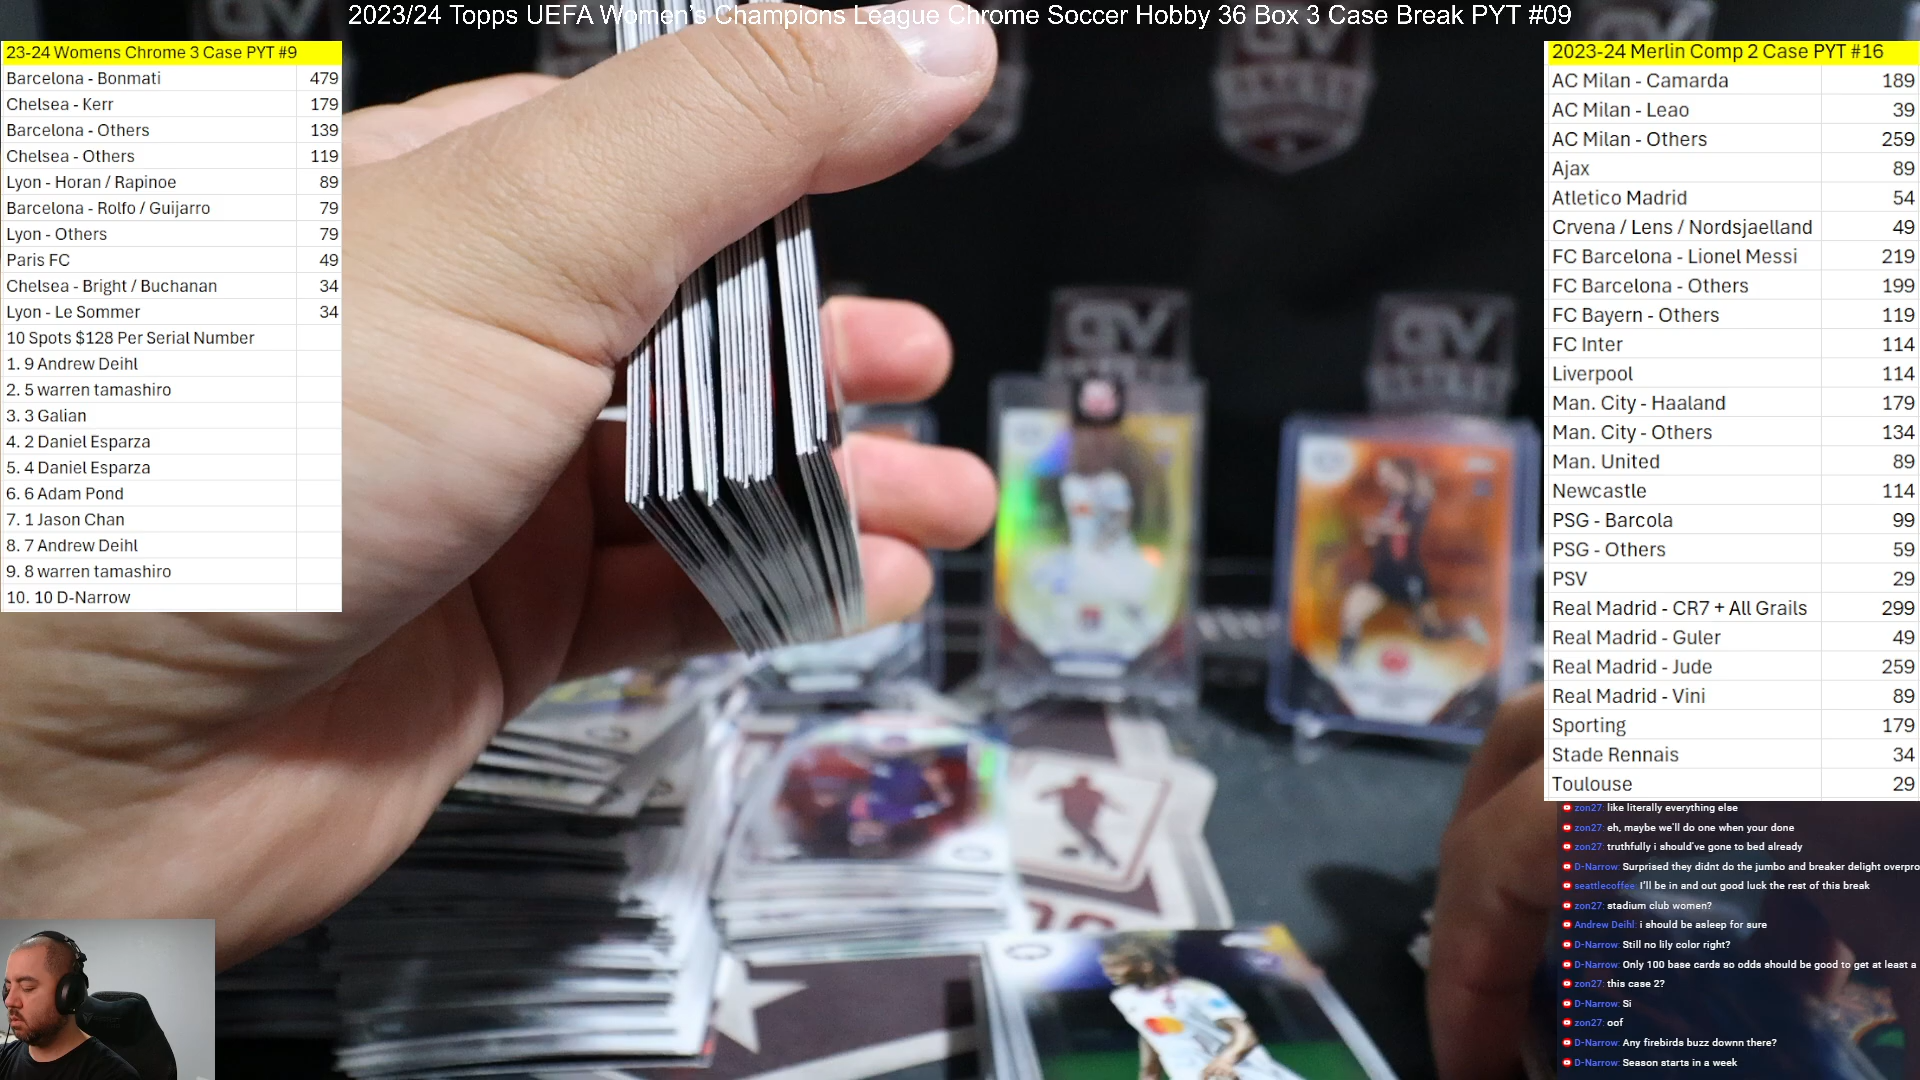 2023/24 Topps UEFA Women's Champions League Chrome Soccer Hobby 36 Box 3 Case Break PYT #09
23-24 Womens Chrome 3 Case PYT #9
Barcelona - Bonmati 479
Chelsea - Kerr 179
Barcelona - Others 139
Chelsea - Others 119
Lyon - Horan / Rapinoe 89
Barcelona - Rolfo / Guijarro 79
Lyon - Others 79
Paris FC 49
Chelsea - Bright / Buchanan 34
Lyon - Le Sommer 34
10 Spots $128 Per Serial Number
1. 9 Andrew Deihl
2. 5 warren tamashiro
3. 3 Galian
4. 2 Daniel Esparza
5. 4 Daniel Esparza
6. 6 Adam Pond
7. 1 Jason Chan
8. 7 Andrew Deihl
9. 8 warren tamashiro
10. 10 D-Narrow
2023-24 Merlin Comp 2 Case PYT #16
AC Milan - Camarda 189
AC Milan - Leao 39
AC Milan - Others 259
Ajax 89
Atletico Madrid 54
Crvena / Lens / Nordsjaelland 49
FC Barcelona - Lionel Messi 219
FC Barcelona - Others 199
FC Bayern - Others 119
FC Inter 114
Liverpool 114
Man. City - Haaland 179
Man. City - Others 134
Man. United 89
Newcastle 114
PSG - Barcola 99
PSG - Others 59
PSV 29
Real Madrid - CR7 + All Grails 299
Real Madrid - Guler 49
Real Madrid - Jude 259
Real Madrid - Vini 89
Sporting 179
Stade Rennais 34
Toulouse 29
zon27: like literally everything else
zon27: eh, maybe we'll do one when your done
zon27: truthfully i should've gone to bed already
D-Narrow: Surprised they didnt do the jumbo and breaker delight overpro
seattlecoffee: I'll be in and out good luck the rest of this break
zon27: stadium club women?
Andrew Deihl: i should be asleep for sure
D-Narrow: Still no lily color right?
D-Narrow: Only 100 base cards so odds should be good to get at least a
zon27: this case 2?
D-Narrow: Si
zon27: oof
D-Narrow: Any firebirds buzz downn there?
D-Narrow: Season starts in a week
GV
GV